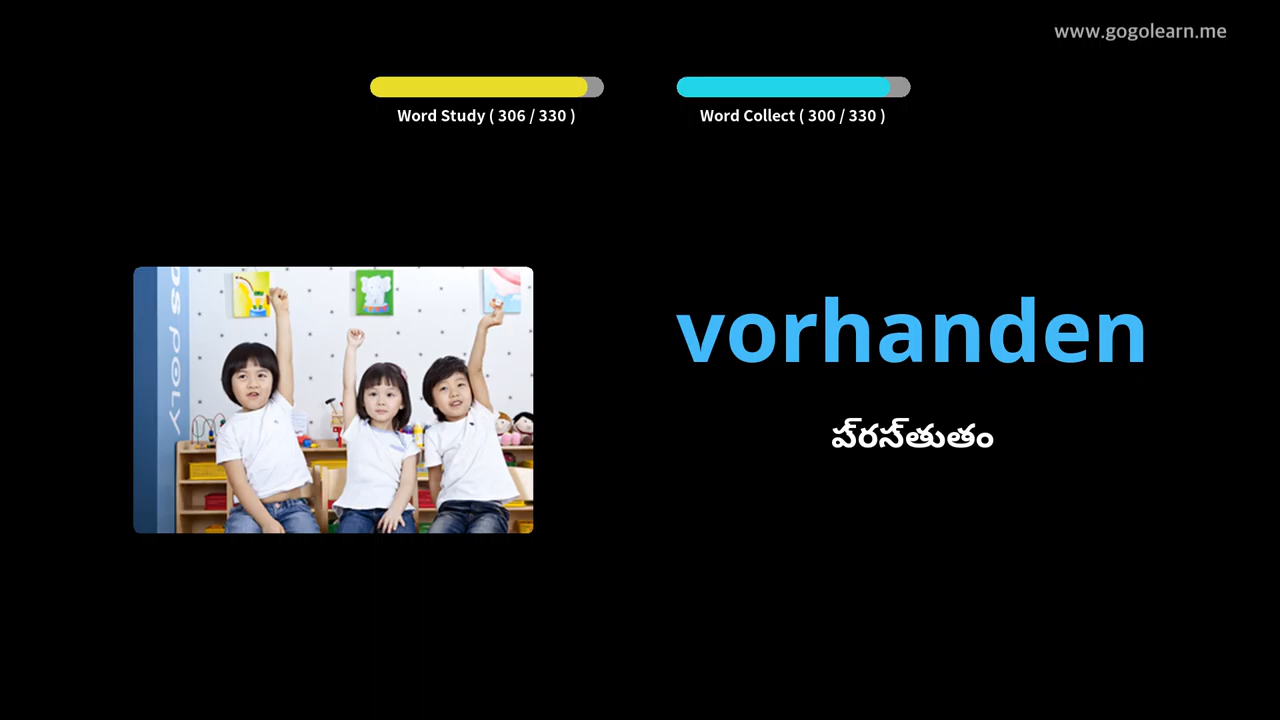 www.gogolearn.me
Word Study ( 306 / 330 )
Word Collect ( 300 / 330 )
vorhanden
ప్రస్తుతం